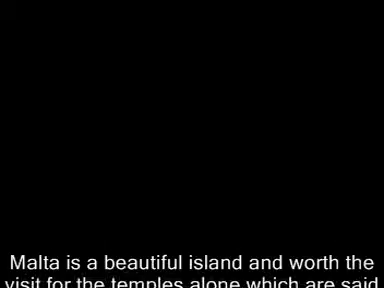 Malta is a beautiful island and worth the
visit for the temples alone which are said